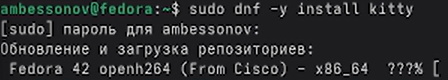 ambessonov@fedora:~$ sudo dnf -y install kitty
[sudo] пароль для ambessonov:
Обновление и загрузка репозиториев:
Fedora 42 openh264 (From Cisco) - x86_64  ???% [